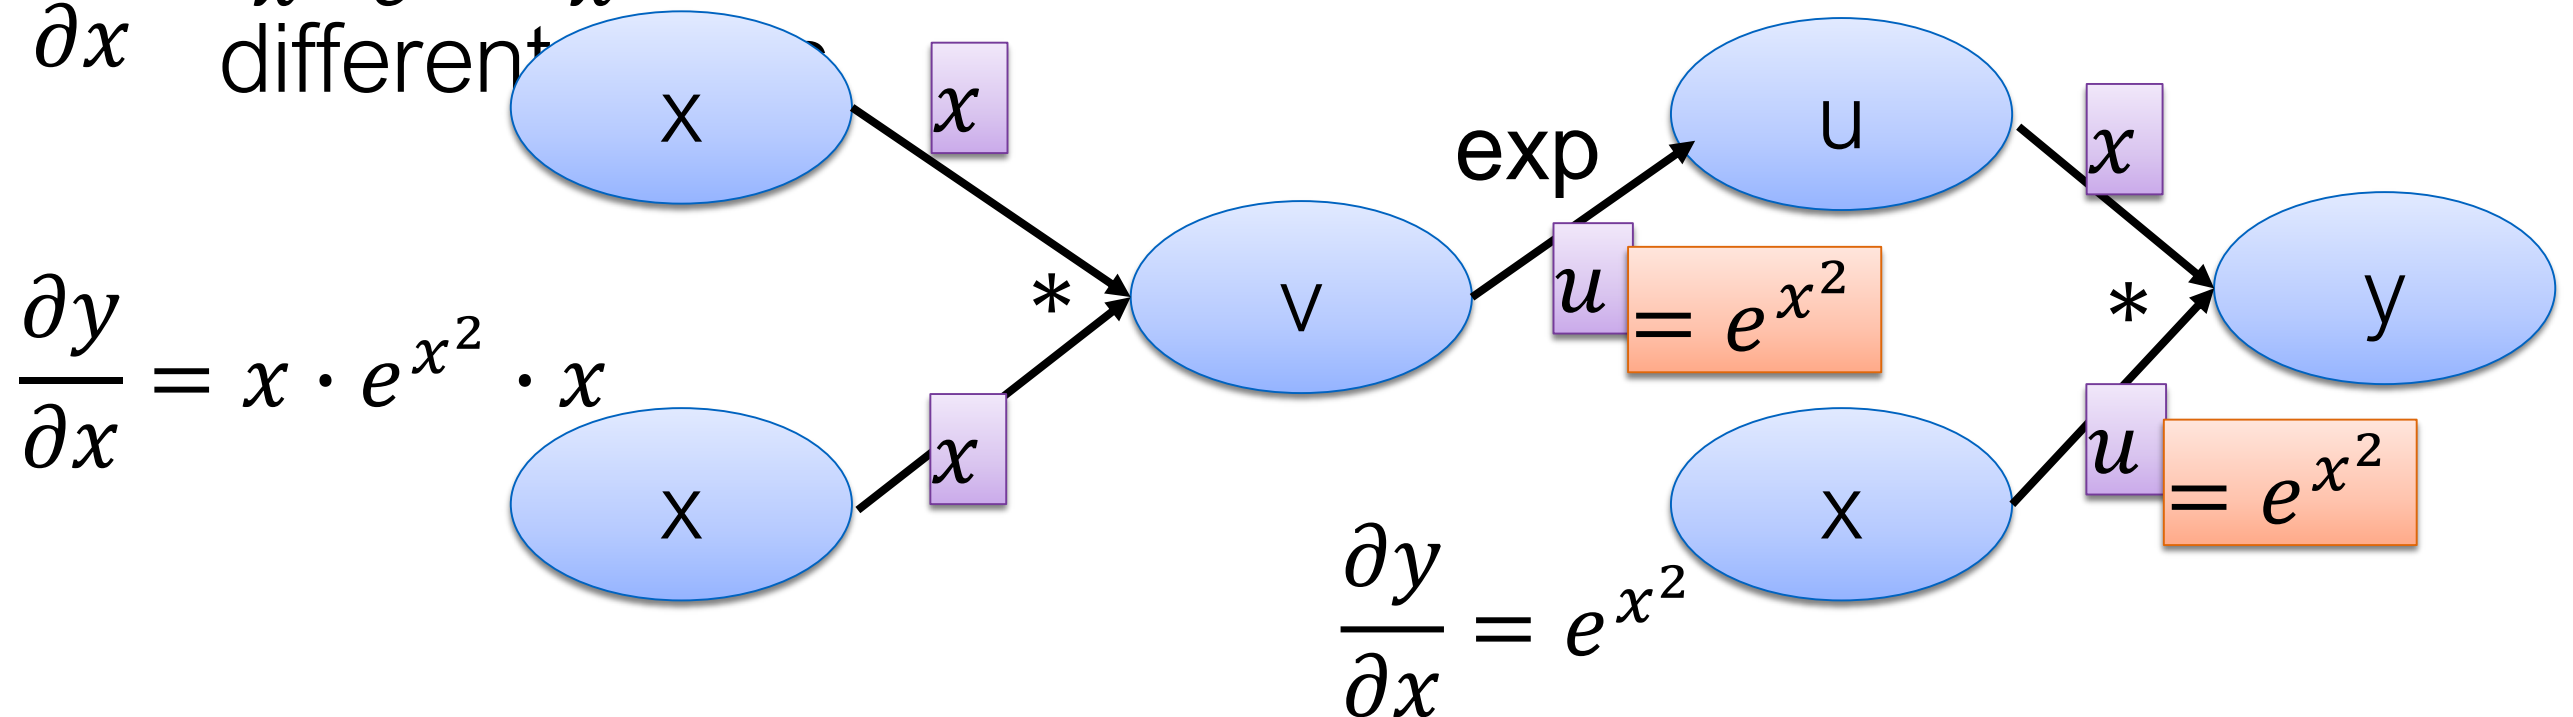 ∂x
different
x
x
exp
u
x
*
v
u
= e^{x^2}
*
y
∂y/∂x = x · e^{x^2} · x
x
x
x
u
= e^{x^2}
∂y/∂x = e^{x^2}